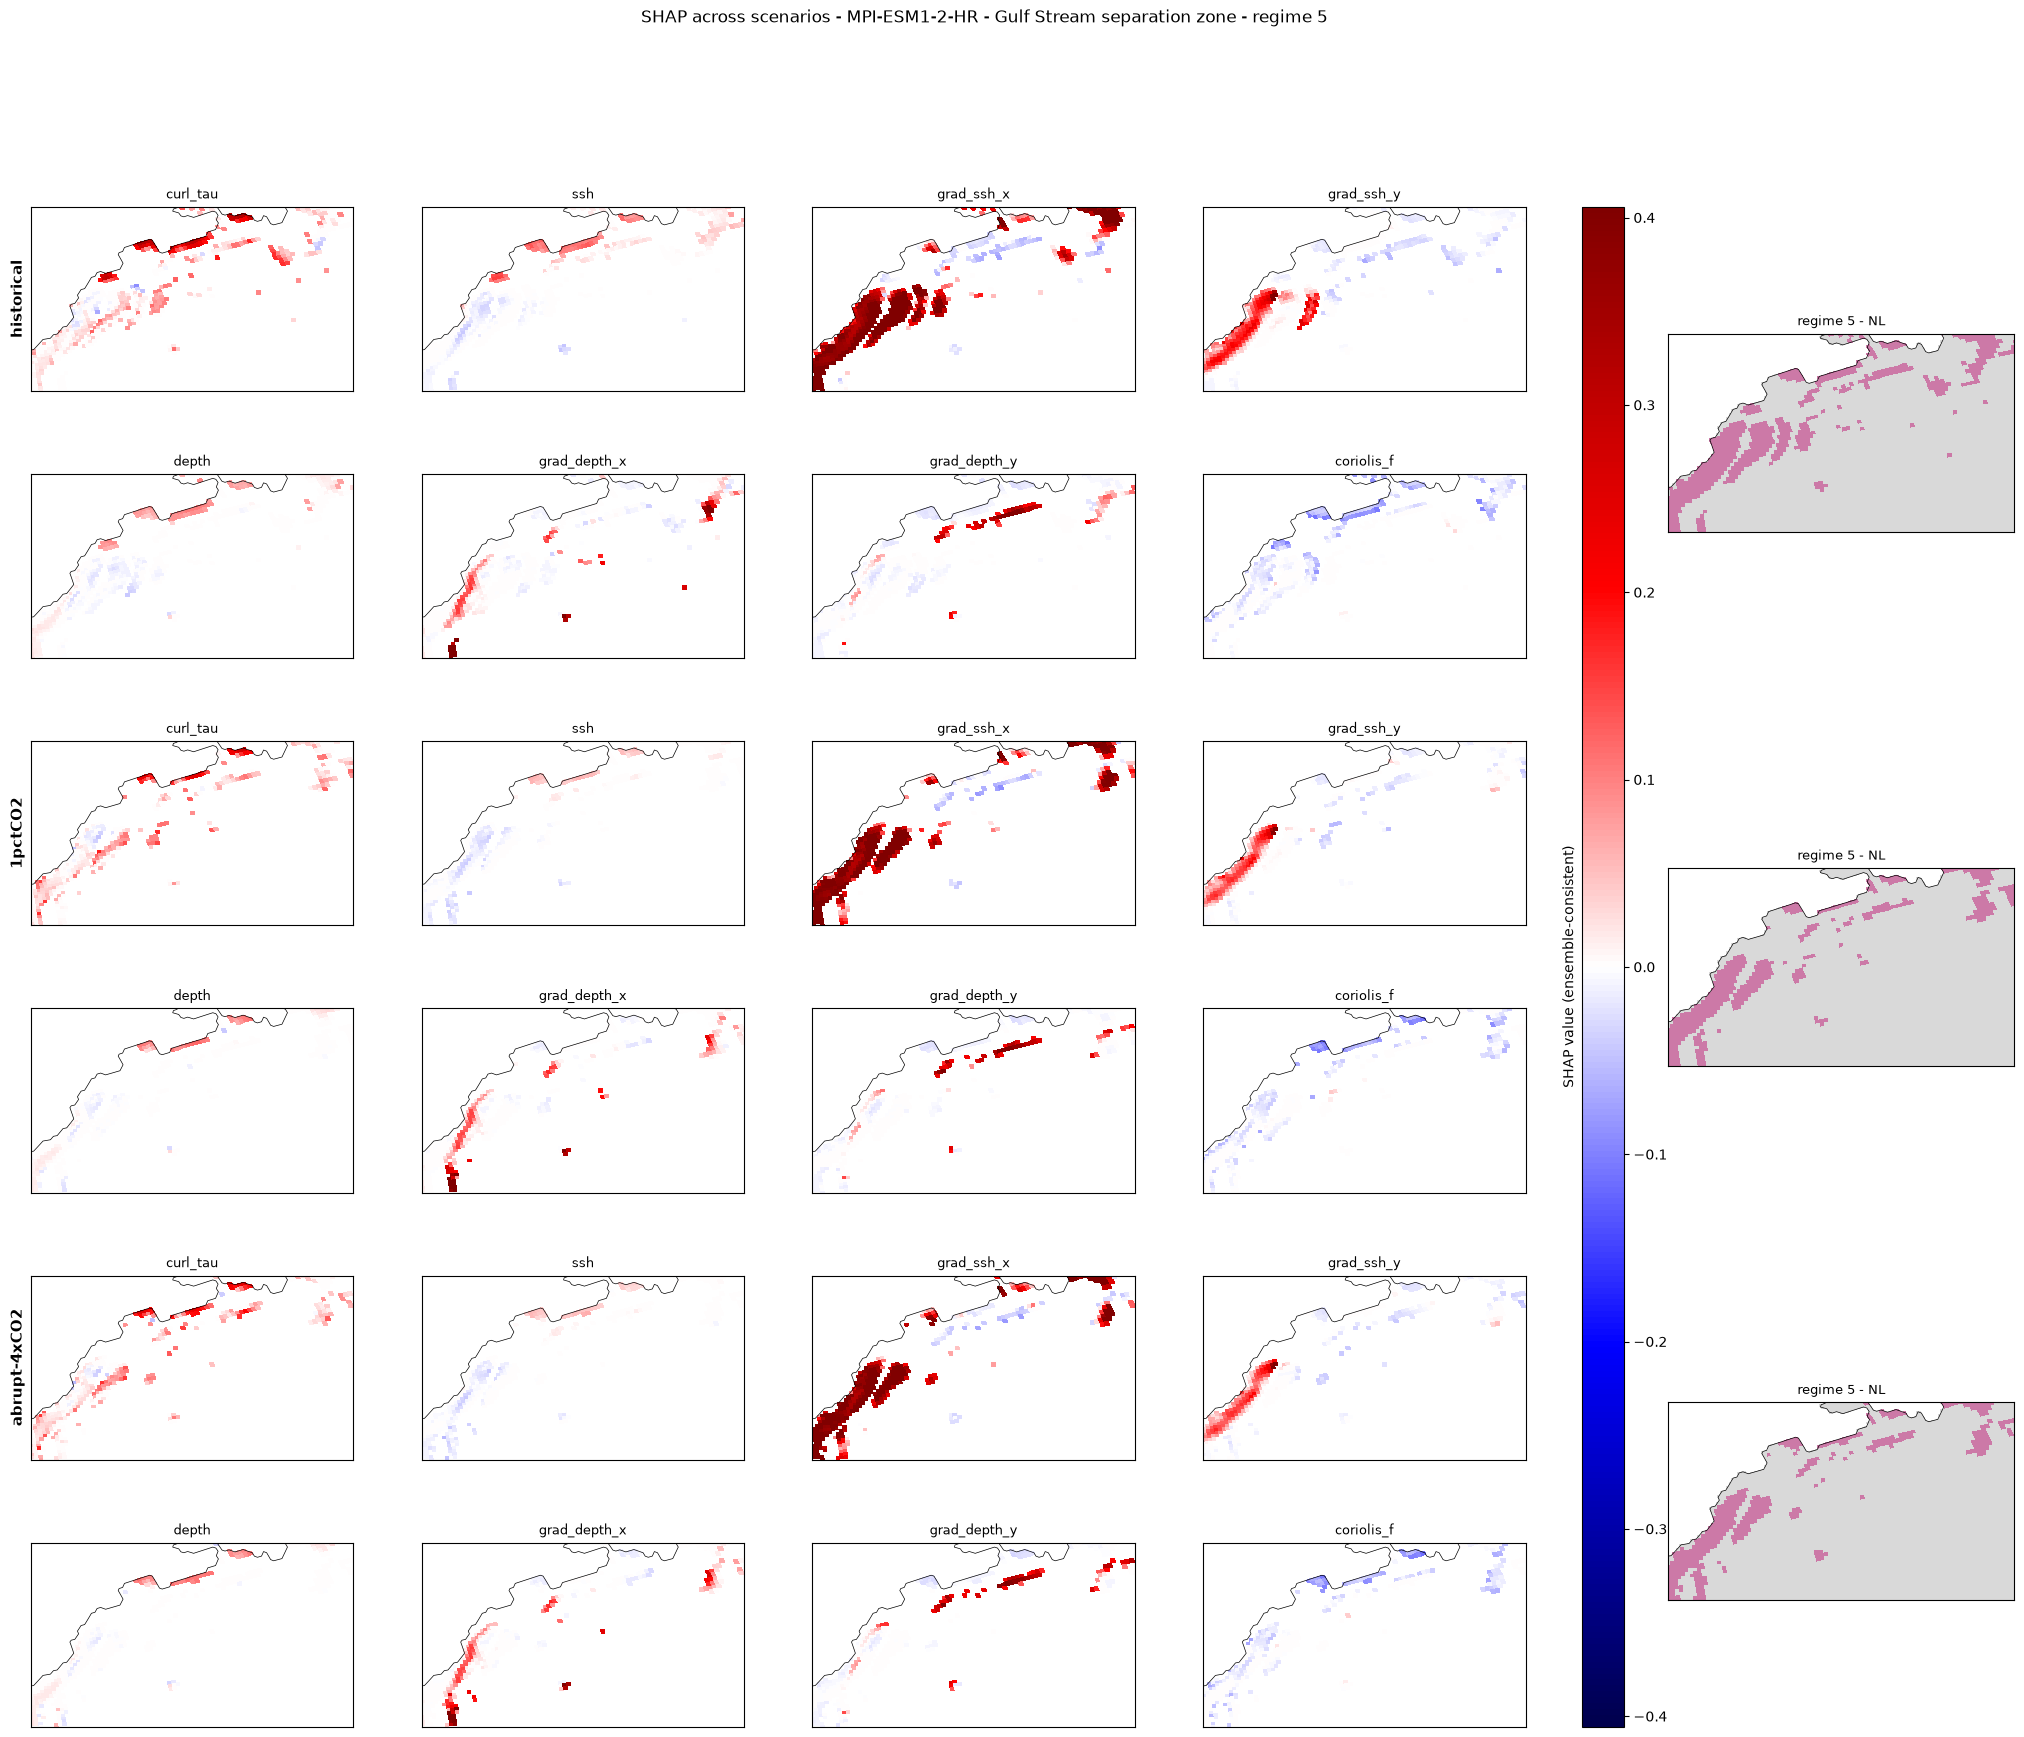 SHAP across scenarios - MPI-ESM1-2-HR - Gulf Stream separation zone - regime 5
historical
curl_tau
ssh
grad_ssh_x
grad_ssh_y
depth
grad_depth_x
grad_depth_y
coriolis_f
1pctCO2
curl_tau
ssh
grad_ssh_x
grad_ssh_y
depth
grad_depth_x
grad_depth_y
coriolis_f
abrupt-4xCO2
curl_tau
ssh
grad_ssh_x
grad_ssh_y
depth
grad_depth_x
grad_depth_y
coriolis_f
SHAP value (ensemble-consistent)
0.4
0.3
0.2
0.1
0.0
−0.1
−0.2
−0.3
−0.4
regime 5 - NL
regime 5 - NL
regime 5 - NL